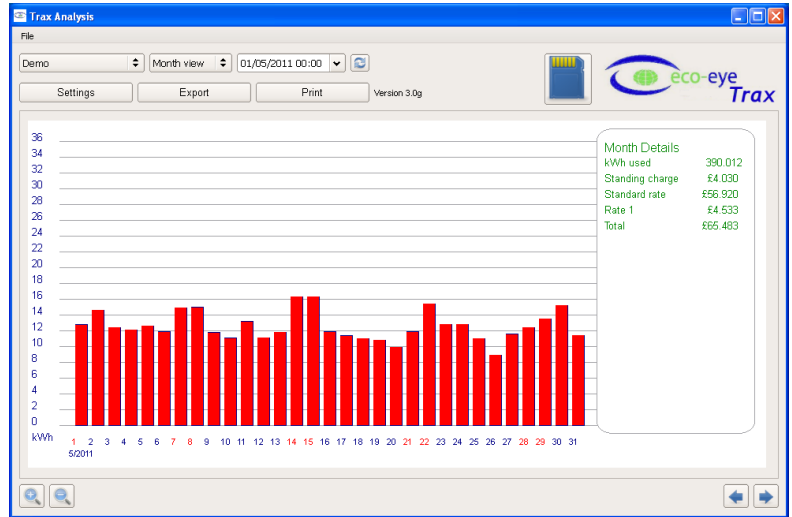 Trax Analysis
File
Demo Month view 01/05/2011 00:00
Settings Export Print Version 3.0g
eco-eye
Trax
36
34
32
30
28
26
24
22
20
18
16
14
12
10
8
6
4
2
0
kWh
1 2 3 4 5 6 7 8 9 10 11 12 13 14 15 16 17 18 19 20 21 22 23 24 25 26 27 28 29 30 31
5/2011
Month Details
kWh used 390.012
Standing charge £4.030
Standard rate £56.920
Rate 1 £4.533
Total £65.483